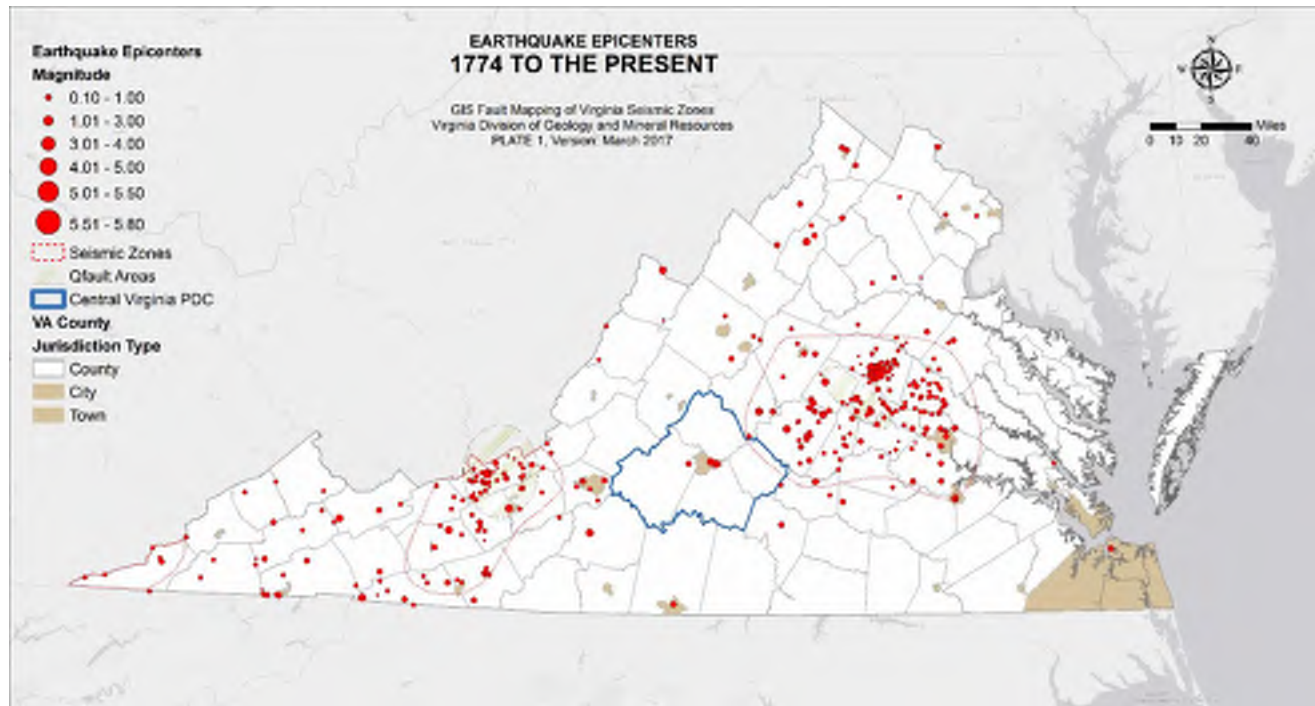 EARTHQUAKE EPICENTERS
1774 TO THE PRESENT
GIS Fault Mapping of Virginia Seismic Zones
Virginia Division of Geology and Mineral Resources
PLATE 1, Version: March 2017
Earthquake Epicenters
Magnitude
0.10 - 1.00
1.01 - 3.00
3.01 - 4.00
4.01 - 5.00
5.01 - 5.50
5.51 - 5.80
Seismic Zones
Qfault Areas
Central Virginia PDC
VA County
Jurisdiction Type
County
City
Town
N
W E
S
Miles
0 10 20 40